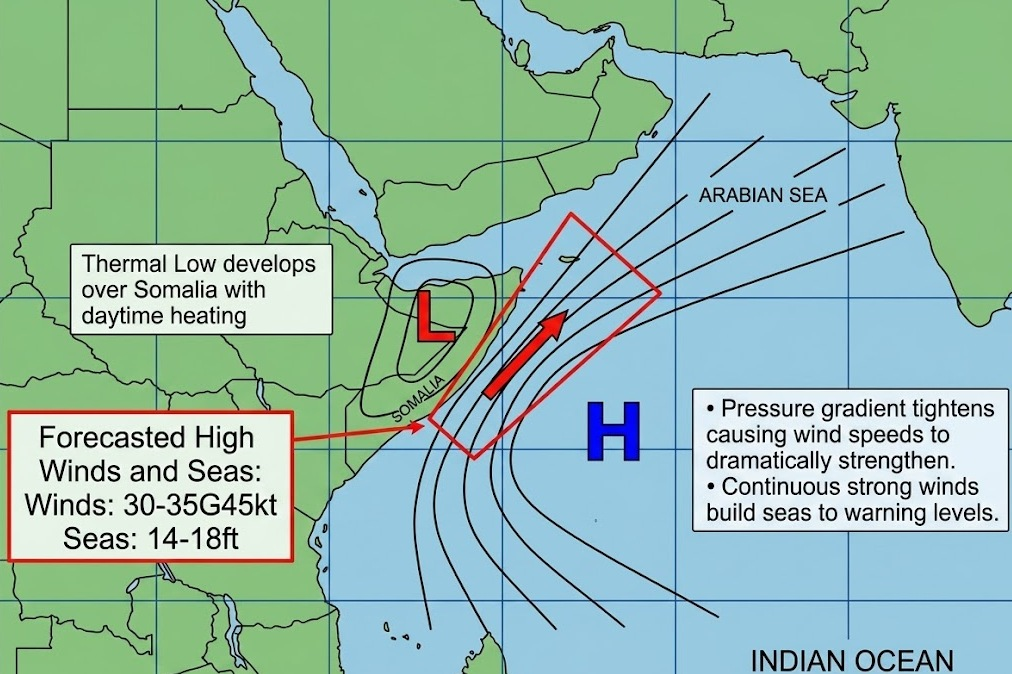 ARABIAN SEA
Thermal Low develops
over Somalia with
daytime heating
L
SOMALIA
H
Forecasted High
Winds and Seas:
Winds: 30-35G45kt
Seas: 14-18ft
• Pressure gradient tightens
causing wind speeds to
dramatically strengthen.
• Continuous strong winds
build seas to warning levels.
INDIAN OCEAN